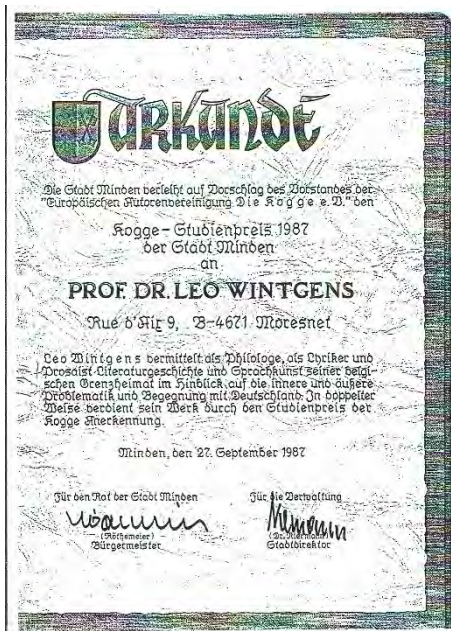 URKUNDE
Die Stadt Minden verleiht auf Vorschlag des Vorstandes der
"Europäischen Autorenvereinigung Die Kogge e.V." den
Kogge-Studienpreis 1987
der Stadt Minden
an
PROF. DR. LEO WINTGENS
Rue d'Aix 9, B-4671 Moresnet
Leo Wintgens vermittelt als Philologe, als Lyriker und
Prosaist Literaturgeschichte und Sprachkunst seiner belgi-
schen Grenzheimat im Hinblick auf die innere und äußere
Problematik und Begegnung mit Deutschland. In doppelter
Weise verdient sein Werk durch den Studienpreis der
Kogge Anerkennung.
Minden, den 27. September 1987
Für den Rat der Stadt Minden Für die Verwaltung
(Röthemeier) (Dr. Niermann)
Bürgermeister Stadtdirektor